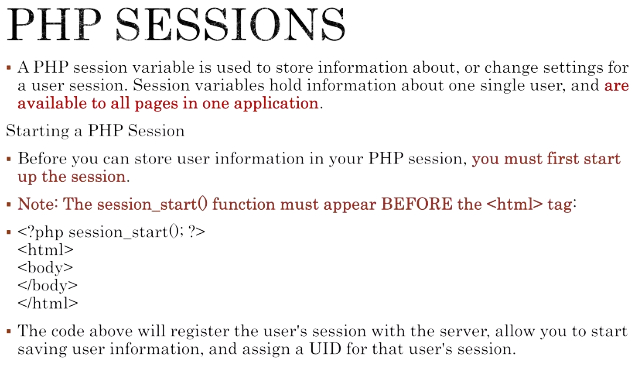 PHP SESSIONS
▪ A PHP session variable is used to store information about, or change settings for
a user session. Session variables hold information about one single user, and are
available to all pages in one application.
Starting a PHP Session
▪ Before you can store user information in your PHP session, you must first start
up the session.
▪ Note: The session_start() function must appear BEFORE the <html> tag:
▪ <?php session_start(); ?>
<html>
<body>
</body>
</html>
▪ The code above will register the user's session with the server, allow you to start
saving user information, and assign a UID for that user's session.